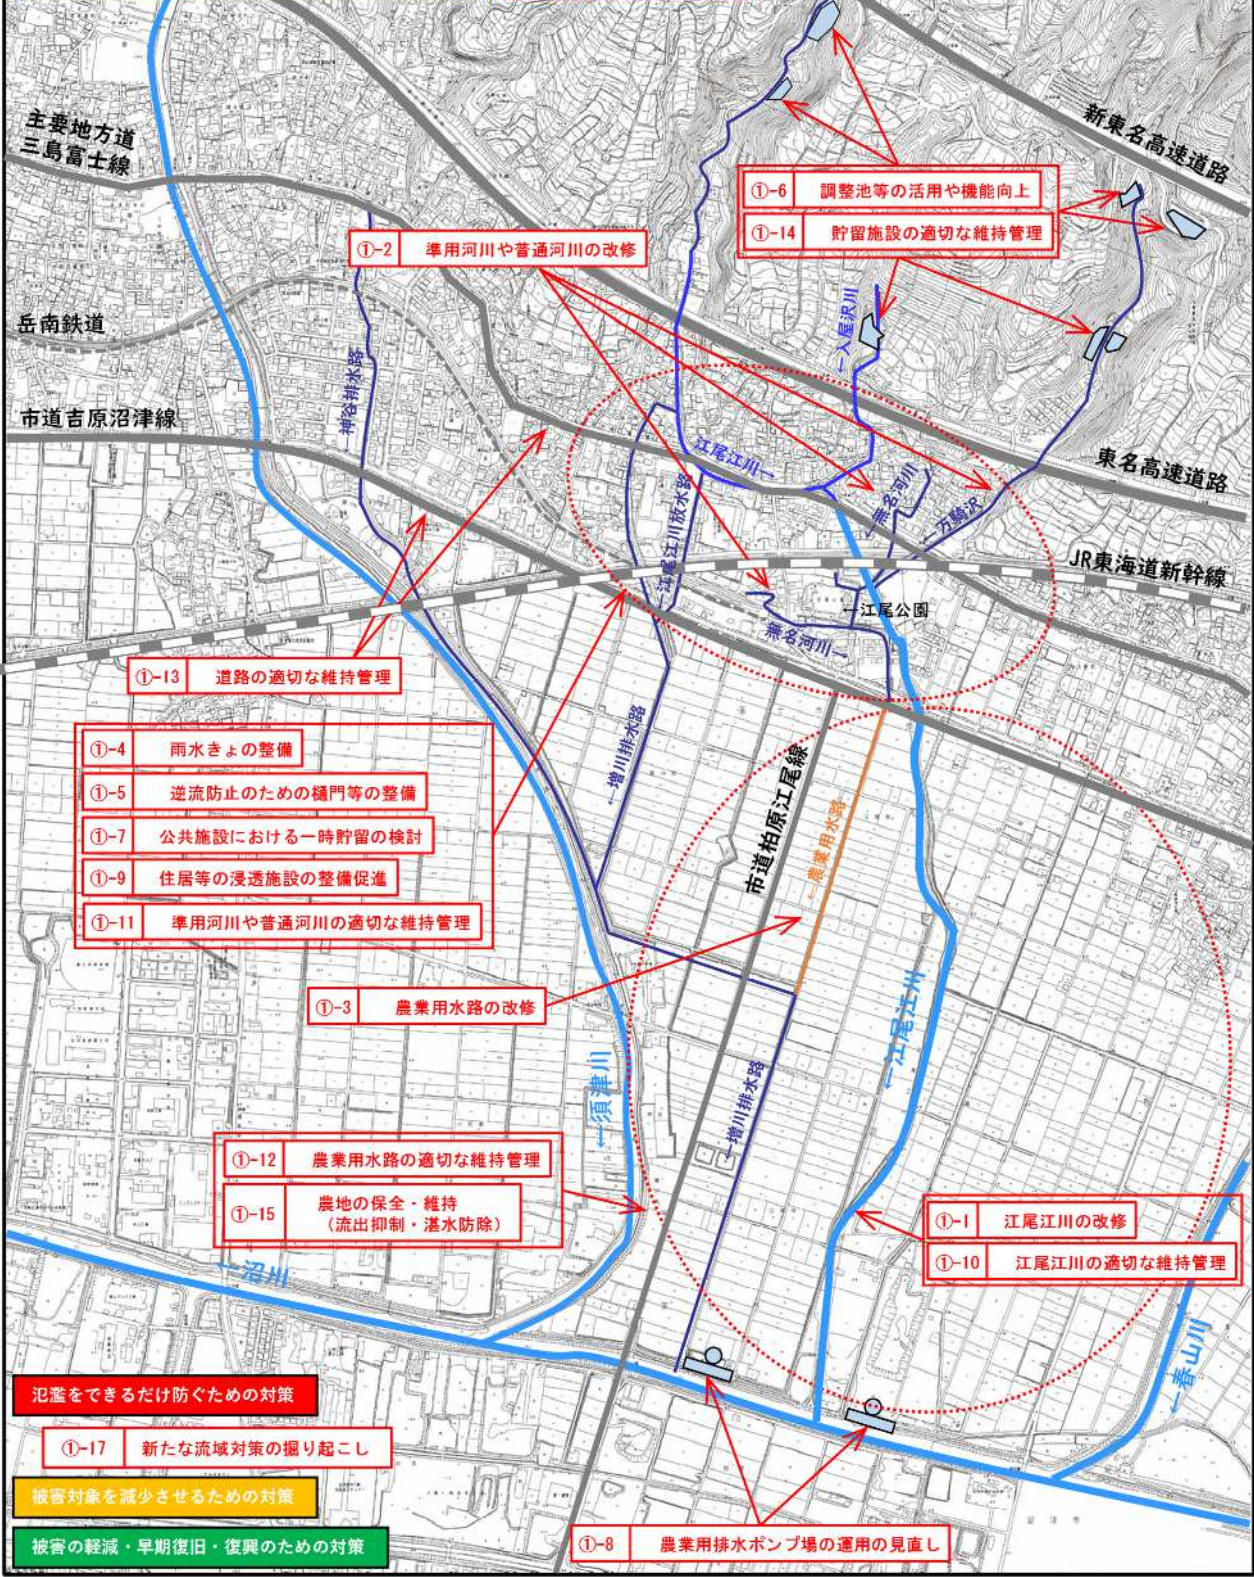 新東名高速道路
主要地方道
三島富士線
①-6 調整池等の活用や機能向上
①-14 貯留施設の適切な維持管理
①-2 準用河川や普通河川の改修
岳南鉄道
←入屋沢川
←神谷排水路
市道吉原沼津線
江尾江川→
東名高速道路
←江尾江川放水路
←無名河川
←万騎沢
JR東海道新幹線
←江尾公園
無名河川→
①-13 道路の適切な維持管理
①-4 雨水きょの整備
①-5 逆流防止のための樋門等の整備
①-7 公共施設における一時貯留の検討
①-9 住居等の浸透施設の整備促進
①-11 準用河川や普通河川の適切な維持管理
←増川排水路
市道柏原江尾線
←農業用水路
①-3 農業用水路の改修
←江尾江川
←須津川
←増川排水路
①-12 農業用水路の適切な維持管理
①-15 農地の保全・維持
（流出抑制・湛水防除）
①-1 江尾江川の改修
①-10 江尾江川の適切な維持管理
←沼川
←春山川
氾濫をできるだけ防ぐための対策
①-17 新たな流域対策の掘り起こし
被害対象を減少させるための対策
被害の軽減・早期復旧・復興のための対策
①-8 農業用排水ポンプ場の運用の見直し